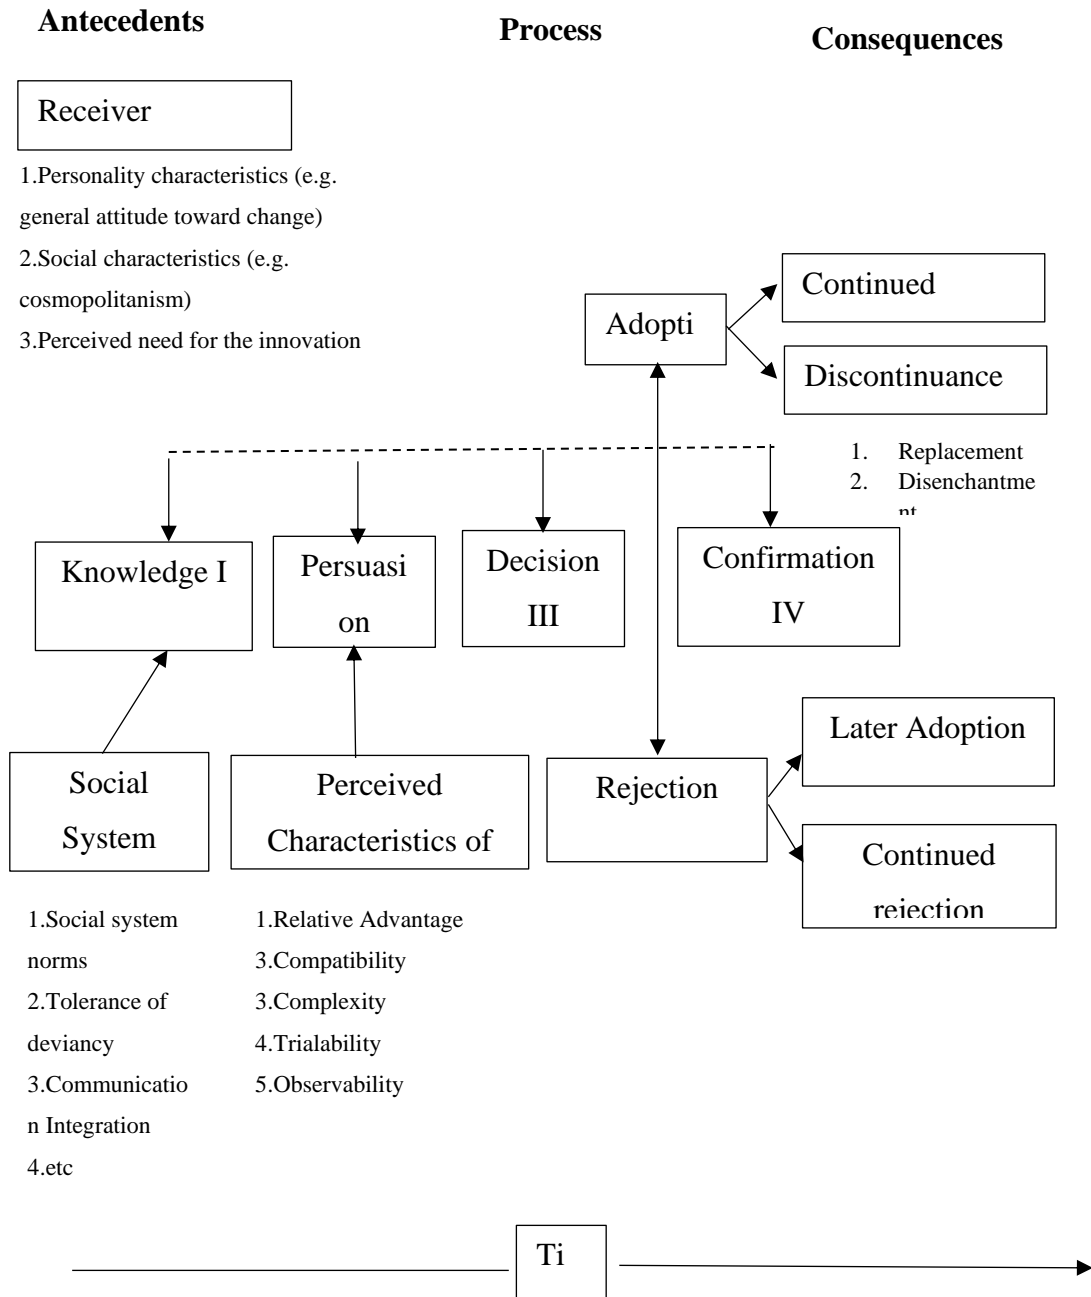 Antecedents
Process
Consequences
Receiver
1.Personality characteristics (e.g.
general attitude toward change)
2.Social characteristics (e.g.
cosmopolitanism)
3.Perceived need for the innovation
Continued
Adopti
Discontinuance
1. Replacement
2. Disenchantme
nt
Knowledge I
Persuasi
on
Decision
III
Confirmation
IV
Later Adoption
Social
System
Perceived
Characteristics of
Rejection
Continued
rejection
1.Social system
norms
2.Tolerance of
deviancy
3.Communicatio
n Integration
4.etc
1.Relative Advantage
3.Compatibility
3.Complexity
4.Trialability
5.Observability
Ti